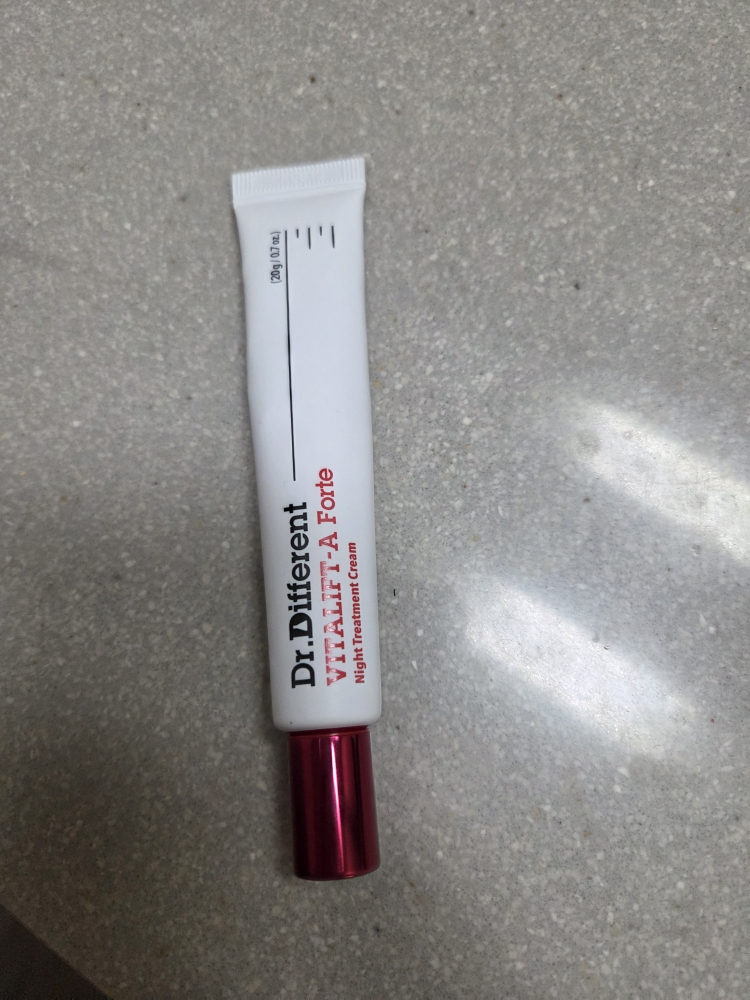 Dr.Different
VITALIFT-A Forte
Night Treatment Cream
(20g / 0.7 oz.)